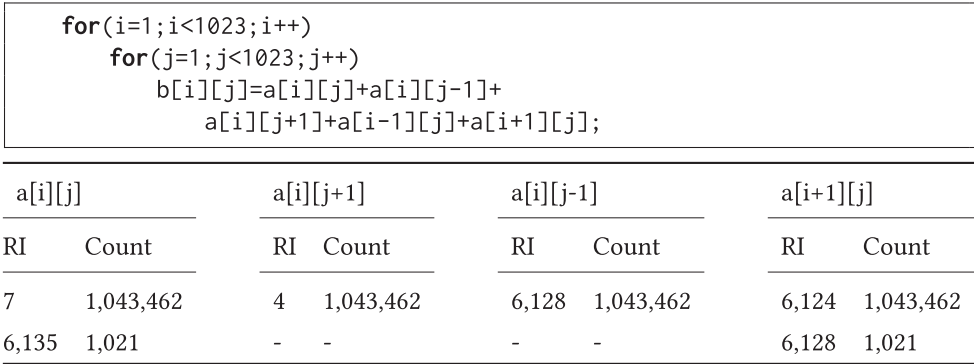 for(i=1;i<1023;i++)
for(j=1;j<1023;j++)
b[i][j]=a[i][j]+a[i][j-1]+
a[i][j+1]+a[i-1][j]+a[i+1][j];
a[i][j] a[i][j+1] a[i][j-1] a[i+1][j]
RI Count RI Count RI Count RI Count
7 1,043,462 4 1,043,462 6,128 1,043,462 6,124 1,043,462
6,135 1,021 - - - - 6,128 1,021